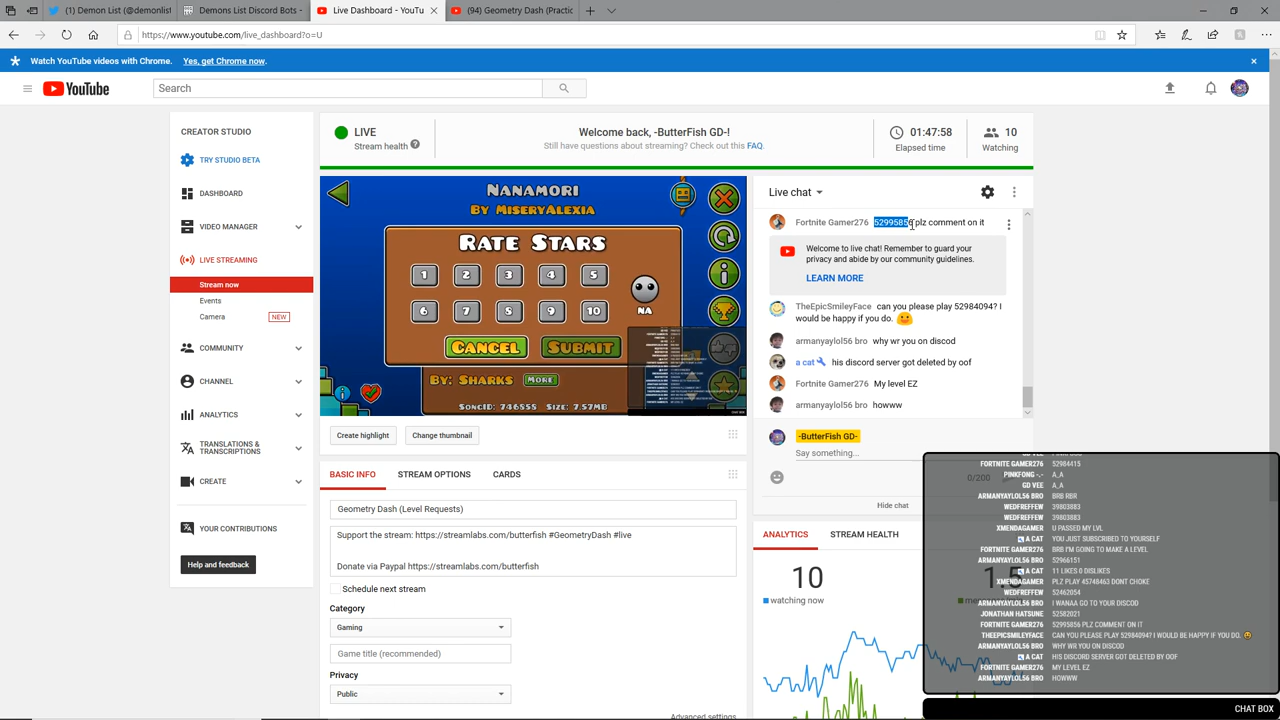 (1) Demon List (@demonlist
Demons List Discord Bots -
Live Dashboard - YouTu
(94) Geometry Dash (Practic
https://www.youtube.com/live_dashboard?o=U
Watch YouTube videos with Chrome. Yes, get Chrome now.
YouTube
Search
CREATOR STUDIO
TRY STUDIO BETA
DASHBOARD
VIDEO MANAGER
LIVE STREAMING
Stream now
Events
Camera NEW
COMMUNITY
CHANNEL
ANALYTICS
TRANSLATIONS & TRANSCRIPTIONS
CREATE
YOUR CONTRIBUTIONS
Help and feedback
LIVE
Stream health
Welcome back, -ButterFish GD-!
Still have questions about streaming? Check out this FAQ.
01:47:58
Elapsed time
10
Watching
Nanamori
By MiseryAlexia
Rate Stars
1 2 3 4 5
6 7 8 9 10
NA
Cancel Submit
By: Sharks More
SongID: 746555 Size: 7.57MB
Create highlight
Change thumbnail
Live chat
Fortnite Gamer276 52995856 plz comment on it
Welcome to live chat! Remember to guard your
privacy and abide by our community guidelines.
LEARN MORE
TheEpicSmileyFace can you please play 52984094? I
would be happy if you do.
armanyaylol56 bro why wr you on discod
a cat his discord server got deleted by oof
Fortnite Gamer276 My level EZ
armanyaylol56 bro howww
-ButterFish GD-
Say something...
0/200
Hide chat
BASIC INFO
STREAM OPTIONS
CARDS
Geometry Dash (Level Requests)
Support the stream: https://streamlabs.com/butterfish #GeometryDash #live
Donate via Paypal https://streamlabs.com/butterfish
Schedule next stream
Category
Gaming
Game title (recommended)
Privacy
Public
Advanced settings
ANALYTICS
STREAM HEALTH
10
watching now
1.5
GD VEE
FORTNITE GAMER276 52984415
PINKFONG -.- A_A
GD VEE A_A
ARMANYAYLOL56 BRO BRB RBR
WEDFREFFEW 39803883
WEDFREFFEW 39803883
XMENDAGAMER U PASSED MY LVL
A CAT YOU JUST SUBSCRIBED TO YOURSELF
FORTNITE GAMER276 BRB I'M GOING TO MAKE A LEVEL
ARMANYAYLOL56 BRO 52966151
A CAT 11 LIKES 0 DISLIKES
XMENDAGAMER PLZ PLAY 45748463 DONT CHOKE
WEDFREFFEW 52462054
ARMANYAYLOL56 BRO I WANAA GO TO YOUR DISCOD
JONATHAN HATSUNE 52582021
FORTNITE GAMER276 52995856 PLZ COMMENT ON IT
THEEPICSMILEYFACE CAN YOU PLEASE PLAY 52984094? I WOULD BE HAPPY IF YOU DO.
ARMANYAYLOL56 BRO WHY WR YOU ON DISCOD
A CAT HIS DISCORD SERVER GOT DELETED BY OOF
FORTNITE GAMER276 MY LEVEL EZ
ARMANYAYLOL56 BRO HOWWW
CHAT BOX